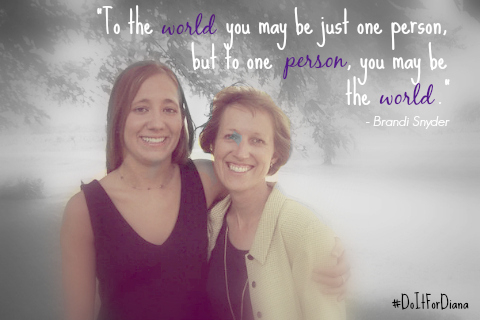 "To the world you may be just one person,
but to one person, you may be
the world."
- Brandi Snyder
#DoItForDiana